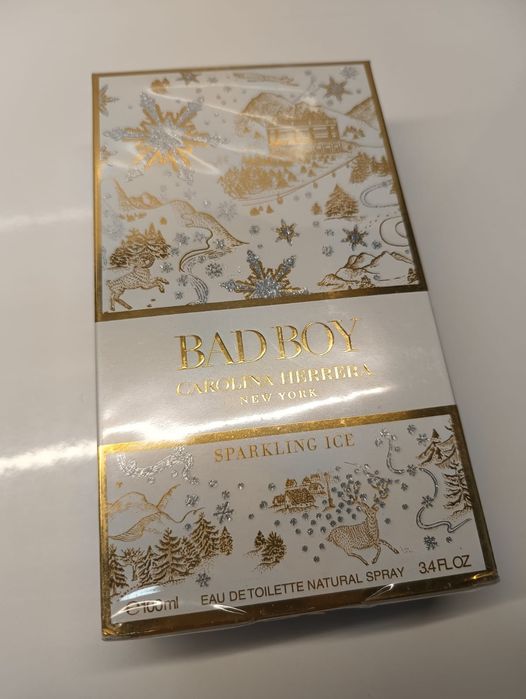 BAD BOY
CAROLINA HERRERA
NEW YORK
SPARKLING ICE
℮100ml EAU DE TOILETTE NATURAL SPRAY 3.4 FL OZ